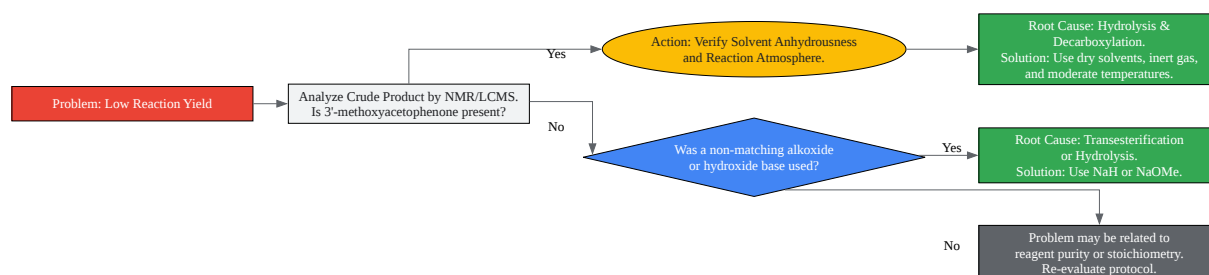 Problem: Low Reaction Yield
Analyze Crude Product by NMR/LCMS.
Is 3'-methoxyacetophenone present?
Yes
Action: Verify Solvent Anhydrousness
and Reaction Atmosphere.
Root Cause: Hydrolysis &
Decarboxylation.
Solution: Use dry solvents, inert gas,
and moderate temperatures.
No
Was a non-matching alkoxide
or hydroxide base used?
Yes
Root Cause: Transesterification
or Hydrolysis.
Solution: Use NaH or NaOMe.
No
Problem may be related to
reagent purity or stoichiometry.
Re-evaluate protocol.